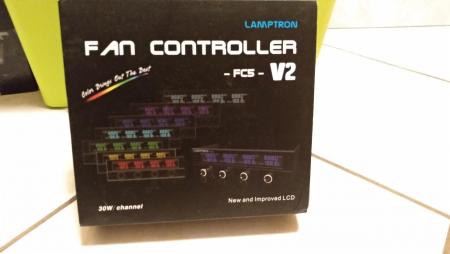 LAMPTRON
FAN CONTROLLER
- FC5 - V2
Color Brings Out The Best
30W/channel
New and Improved LCD